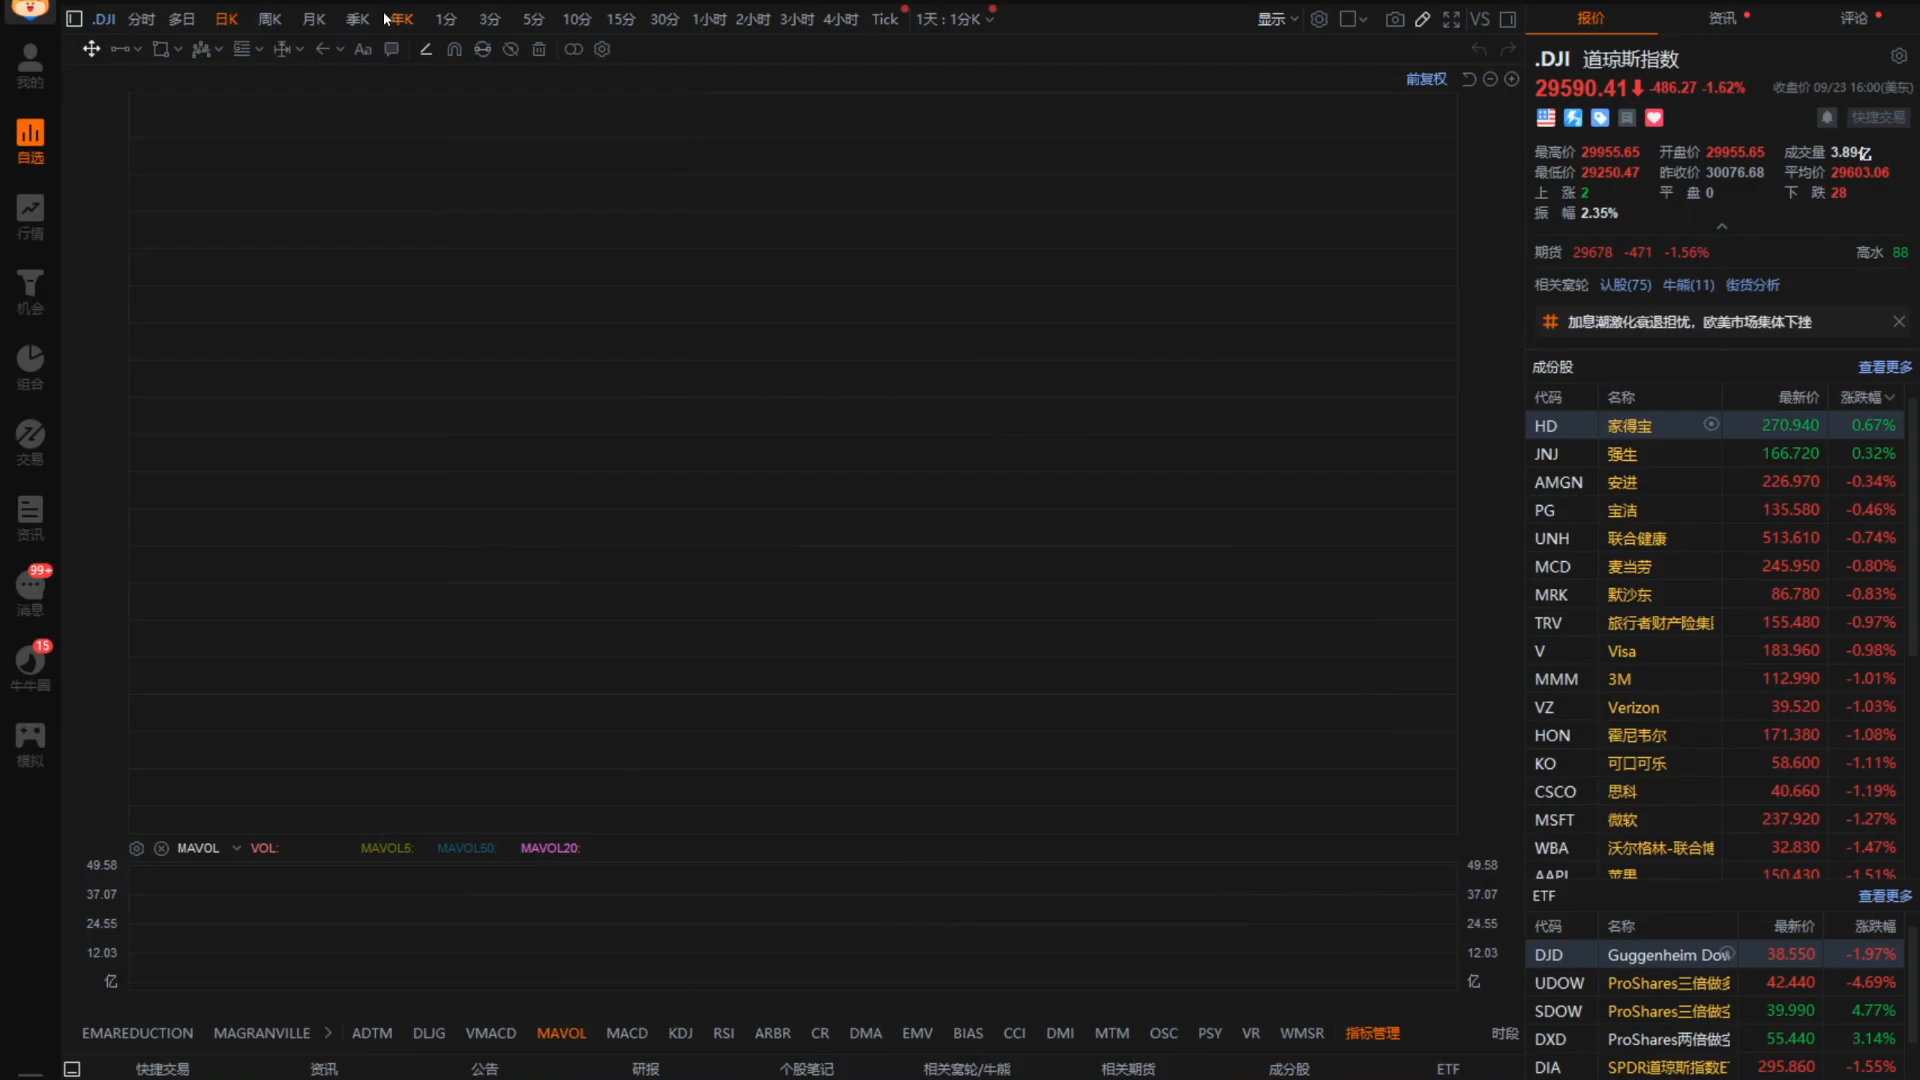 .DJI 分时 多日 日K 周K 月K 季K 年K 1分 3分 5分 10分 15分 30分 1小时 2小时 3小时 4小时 Tick 1天 : 1分K 显示 VS
Aa
前复权
我的
自选
行情
机会
组合
交易
资讯
99+
消息
15
牛牛圈
模拟
MAVOL VOL: MAVOL5: MAVOL50: MAVOL20:
49.58 49.58
37.07 37.07
24.55 24.55
12.03 12.03
亿 亿
EMAREDUCTION MAGRANVILLE ADTM DLJG VMACD MAVOL MACD KDJ RSI ARBR CR DMA EMV BIAS CCI DMI MTM OSC PSY VR WMSR 指标管理 时段
快捷交易 资讯 公告 研报 个股笔记 相关窝轮/牛熊 相关期货 成分股 ETF
报价 资讯 评论
.DJI 道琼斯指数
29590.41 -486.27 -1.62% 收盘价 09/23 16:00(美东)
快捷交易
最高价 29955.65 开盘价 29955.65 成交量 3.89亿
最低价 29250.47 昨收价 30076.68 平均价 29603.06
上 涨 2 平 盘 0 下 跌 28
振 幅 2.35%
期货 29678 -471 -1.56% 高水 88
相关窝轮 认股(75) 牛熊(11) 街货分析
# 加息潮激化衰退担忧，欧美市场集体下挫
成份股 查看更多
代码 名称 最新价 涨跌幅
HD 家得宝 270.940 0.67%
JNJ 强生 166.720 0.32%
AMGN 安进 226.970 -0.34%
PG 宝洁 135.580 -0.46%
UNH 联合健康 513.610 -0.74%
MCD 麦当劳 245.950 -0.80%
MRK 默沙东 86.780 -0.83%
TRV 旅行者财产险集 155.480 -0.97%
V Visa 183.960 -0.98%
MMM 3M 112.990 -1.01%
VZ Verizon 39.520 -1.03%
HON 霍尼韦尔 171.380 -1.08%
KO 可口可乐 58.600 -1.11%
CSCO 思科 40.660 -1.19%
MSFT 微软 237.920 -1.27%
WBA 沃尔格林-联合博 32.830 -1.47%
AAPL 苹果 150.430 -1.51%
ETF 查看更多
代码 名称 最新价 涨跌幅
DJD Guggenheim Dow 38.550 -1.97%
UDOW ProShares三倍做多 42.440 -4.69%
SDOW ProShares三倍做空 39.990 4.77%
DXD ProShares两倍做空 55.440 3.14%
DIA SPDR道琼斯指数E 295.860 -1.55%